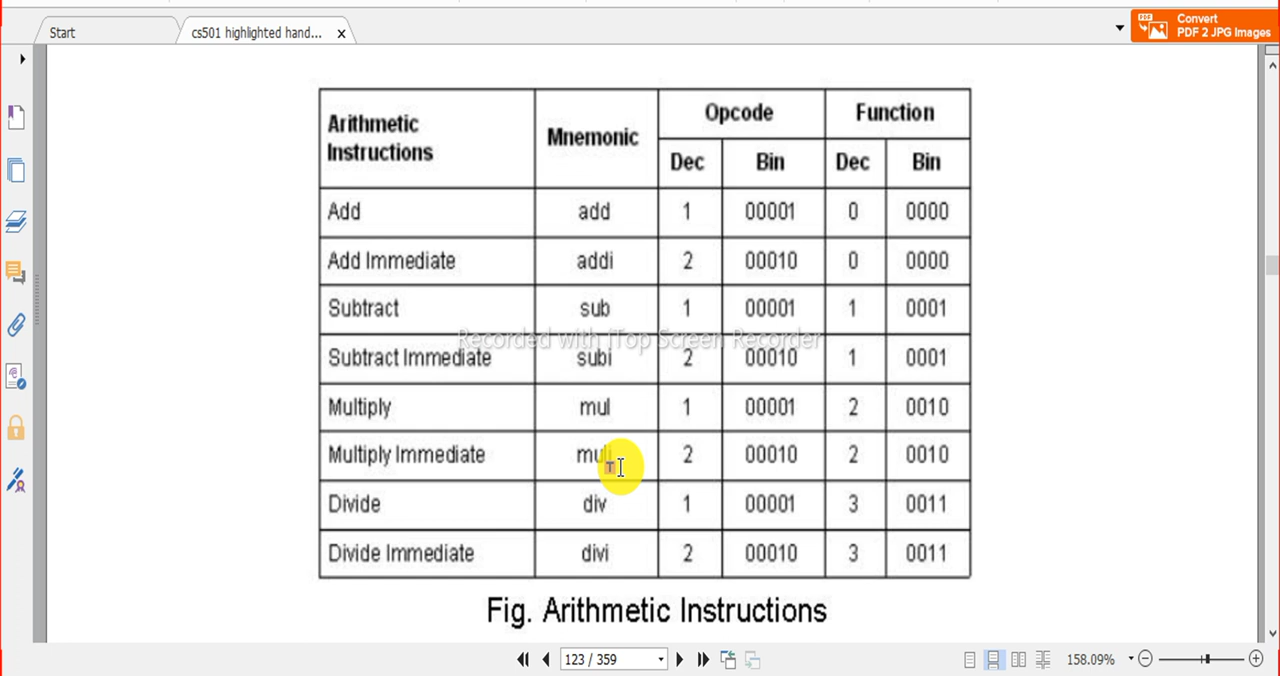 Start
cs501 highlighted hand... x
Convert
PDF 2 JPG Images
Arithmetic Instructions Mnemonic Opcode Function
Dec Bin Dec Bin
Add add 1 00001 0 0000
Add Immediate addi 2 00010 0 0000
Subtract sub 1 00001 1 0001
Recorded with iTop Screen Recorder
Subtract Immediate subi 2 00010 1 0001
Multiply mul 1 00001 2 0010
Multiply Immediate muli 2 00010 2 0010
Divide div 1 00001 3 0011
Divide Immediate divi 2 00010 3 0011
Fig. Arithmetic Instructions
123 / 359
158.09%